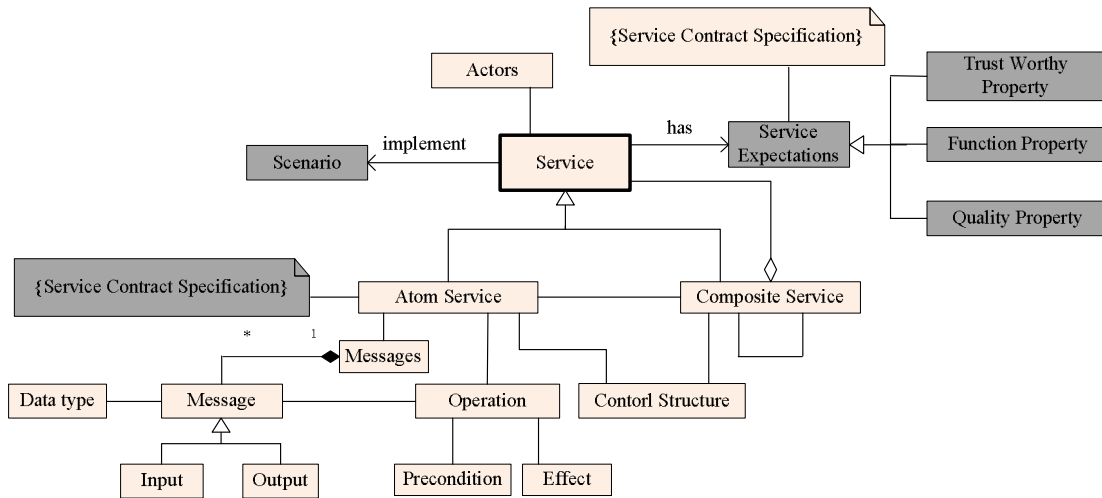 {Service Contract Specification}
Trust Worthy
Property
Actors
has
Service
Expectations
implement
Function Property
Scenario
Service
Quality Property
{Service Contract Specification}
Atom Service
Composite Service
*
1
Messages
Data type
Message
Operation
Contorl Structure
Input
Output
Precondition
Effect